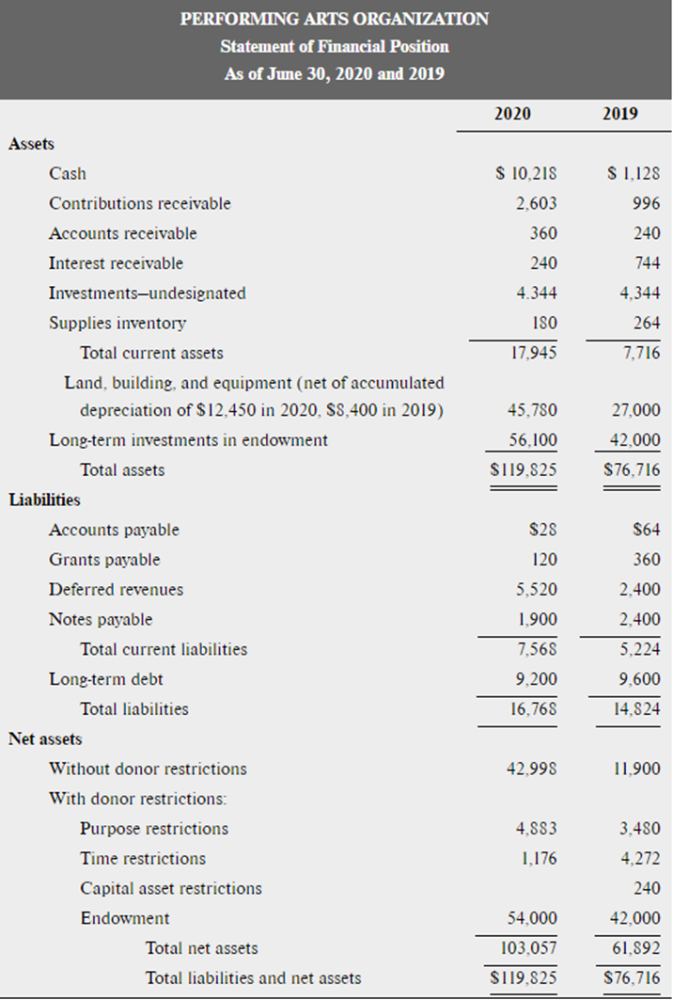 PERFORMING ARTS ORGANIZATION
Statement of Financial Position
As of June 30, 2020 and 2019
2020 2019
Assets
Cash $ 10,218 $ 1,128
Contributions receivable 2,603 996
Accounts receivable 360 240
Interest receivable 240 744
Investments–undesignated 4.344 4,344
Supplies inventory 180 264
Total current assets 17,945 7,716
Land, building, and equipment (net of accumulated
depreciation of $12,450 in 2020, $8,400 in 2019) 45,780 27,000
Long-term investments in endowment 56,100 42,000
Total assets $119,825 $76,716
Liabilities
Accounts payable $28 $64
Grants payable 120 360
Deferred revenues 5,520 2,400
Notes payable 1,900 2,400
Total current liabilities 7,568 5,224
Long-term debt 9,200 9,600
Total liabilities 16,768 14,824
Net assets
Without donor restrictions 42,998 11,900
With donor restrictions:
Purpose restrictions 4,883 3,480
Time restrictions 1,176 4,272
Capital asset restrictions 240
Endowment 54,000 42,000
Total net assets 103,057 61,892
Total liabilities and net assets $119,825 $76,716